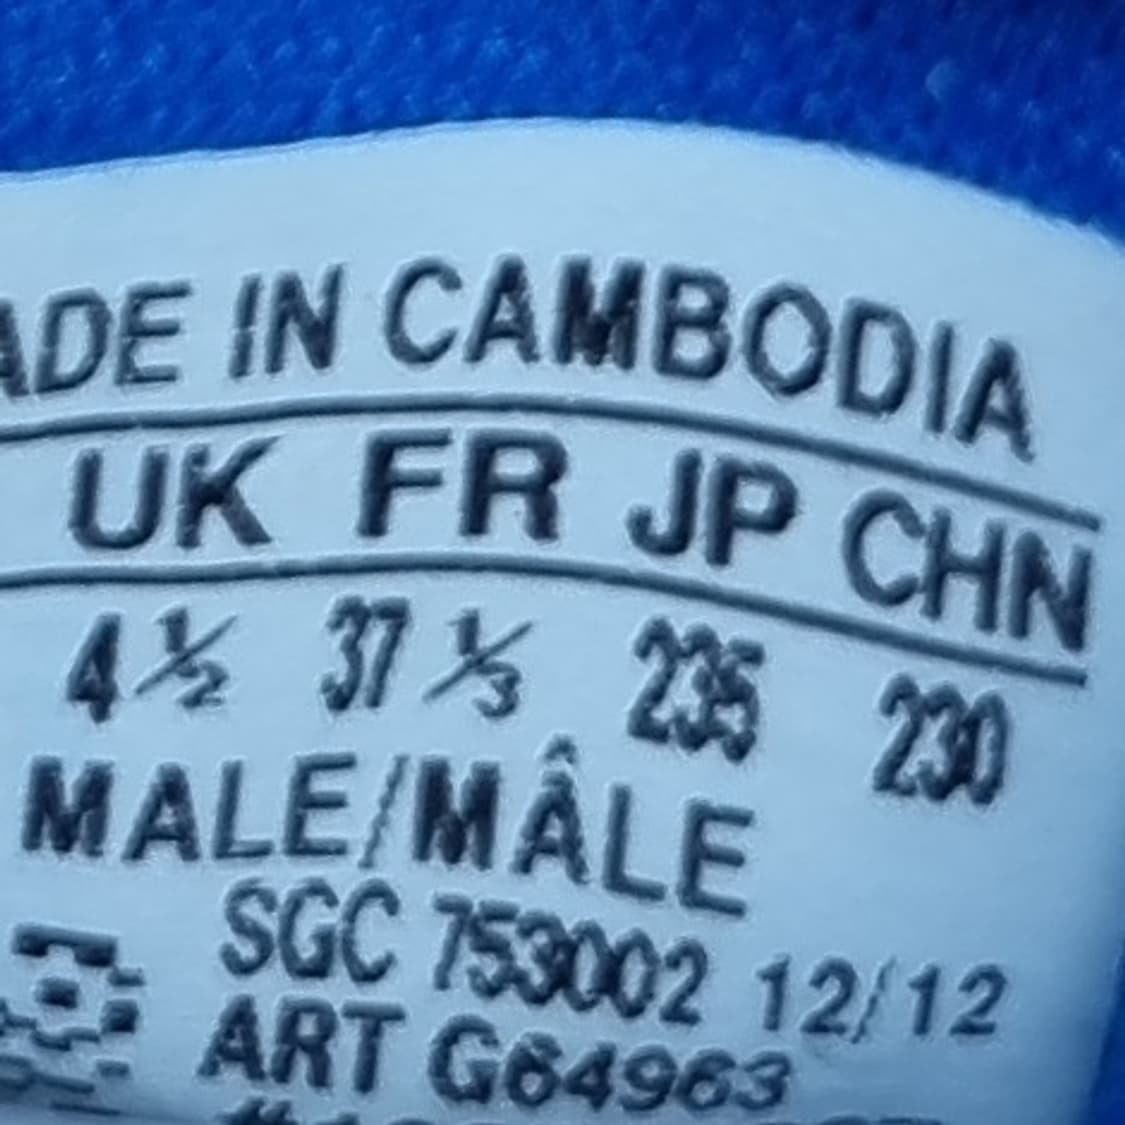 ADE IN CAMBODIA
UK FR JP CHN
4½ 37⅓ 235 230
MALE/MÂLE
SGC 753002 12/12
ART G64963